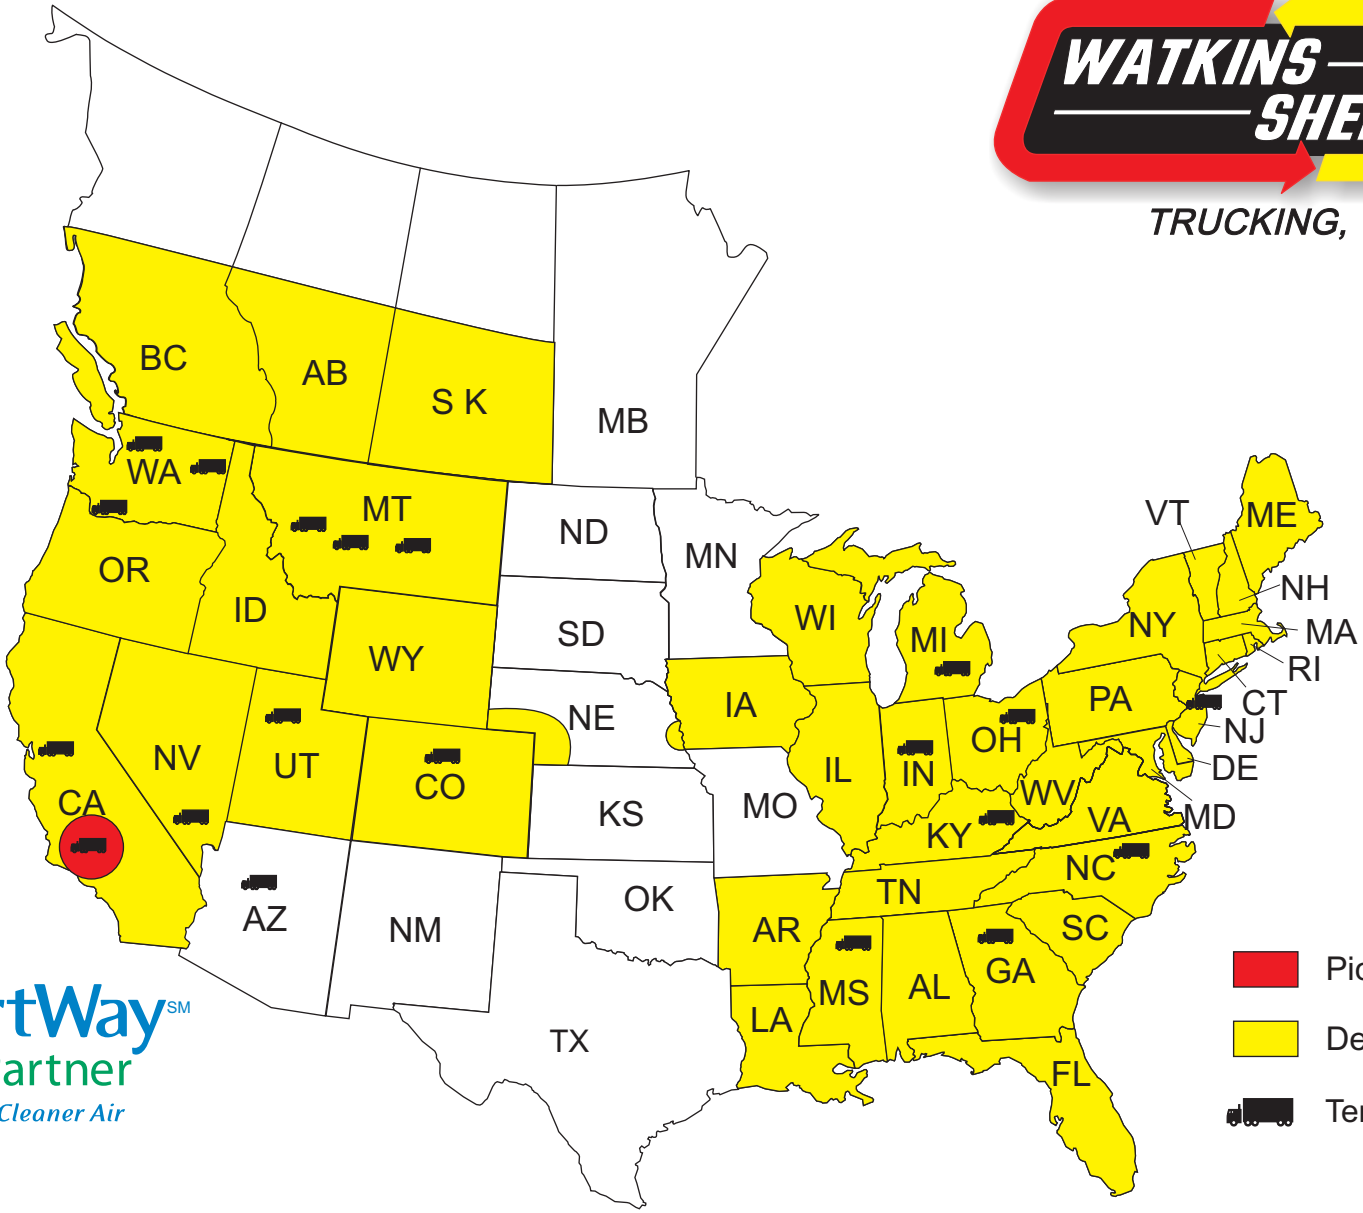 WATKINS
SHE
TRUCKING,
BC
AB
S K
MB
WA
MT
ND
MN
OR
ID
WY
SD
NE
WI
MI
IA
VT
ME
NH
NY
MA
RI
CT
NJ
PA
OH
DE
MD
NV
UT
CO
KS
MO
IL
IN
WV
VA
KY
CA
NC
TN
SC
AZ
NM
OK
AR
MS
AL
GA
LA
TX
FL
rtWay SM
artner
Cleaner Air
Pic
De
Ter